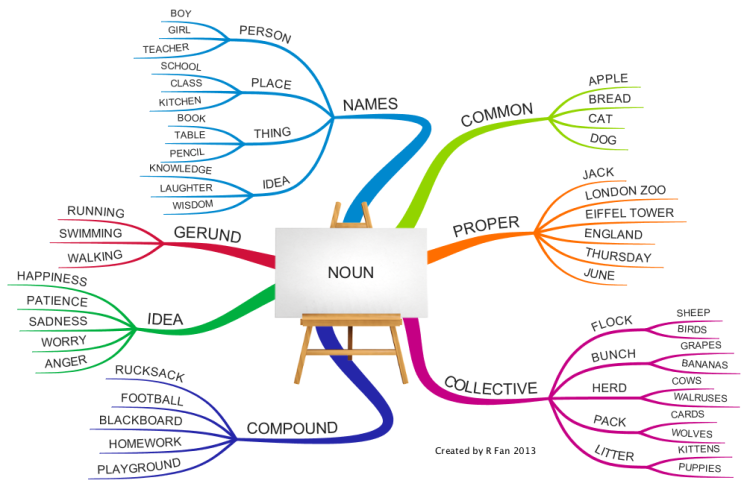 NOUN
NAMES
PERSON
BOY
GIRL
TEACHER
PLACE
SCHOOL
CLASS
KITCHEN
THING
BOOK
TABLE
PENCIL
IDEA
KNOWLEDGE
LAUGHTER
WISDOM
GERUND
RUNNING
SWIMMING
WALKING
IDEA
HAPPINESS
PATIENCE
SADNESS
WORRY
ANGER
COMPOUND
RUCKSACK
FOOTBALL
BLACKBOARD
HOMEWORK
PLAYGROUND
COMMON
APPLE
BREAD
CAT
DOG
PROPER
JACK
LONDON ZOO
EIFFEL TOWER
ENGLAND
THURSDAY
JUNE
COLLECTIVE
FLOCK
SHEEP
BIRDS
BUNCH
GRAPES
BANANAS
HERD
COWS
WALRUSES
PACK
CARDS
WOLVES
LITTER
KITTENS
PUPPIES
Created by R Fan 2013